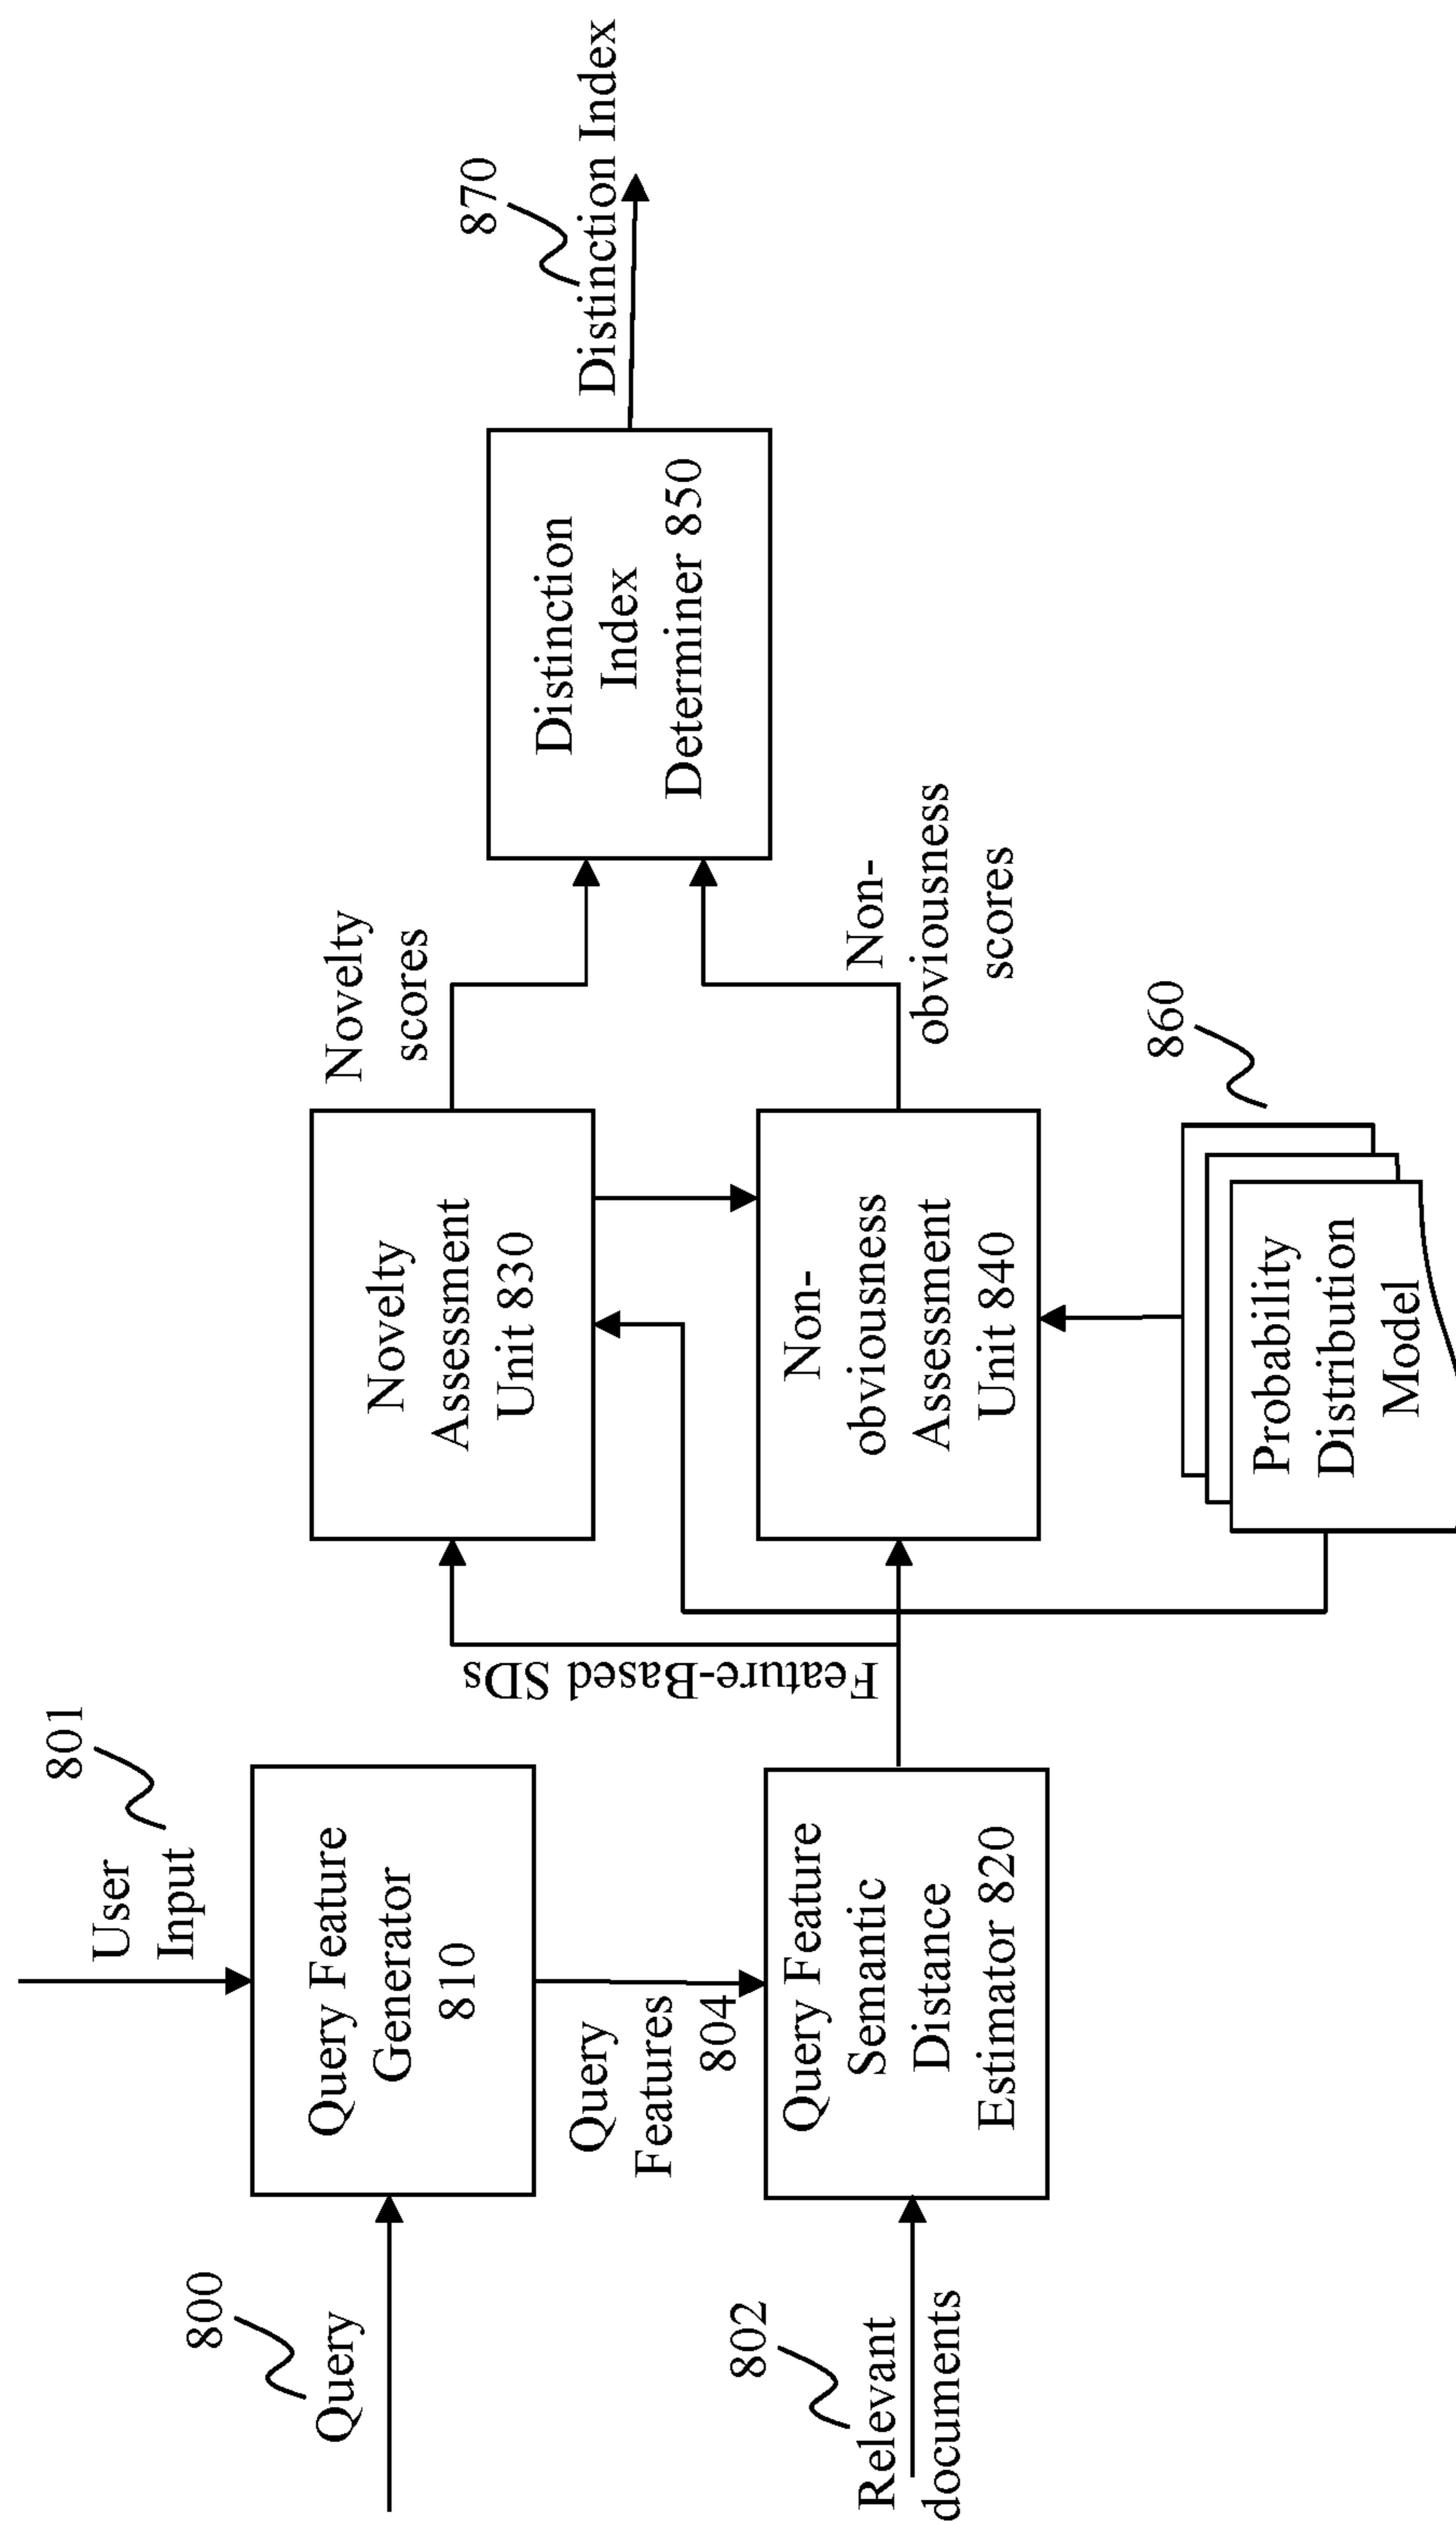 800
Query
801
User
Input
Query Feature
Generator
810
Query
Features
804
802
Relevant
documents
Query Feature
Semantic
Distance
Estimator 820
Feature-Based SDs
Novelty
Assessment
Unit 830
Non-
obviousness
Assessment
Unit 840
860
Probability
Distribution
Model
Novelty
scores
Non-
obviousness
scores
Distinction
Index
Determiner 850
870
Distinction Index